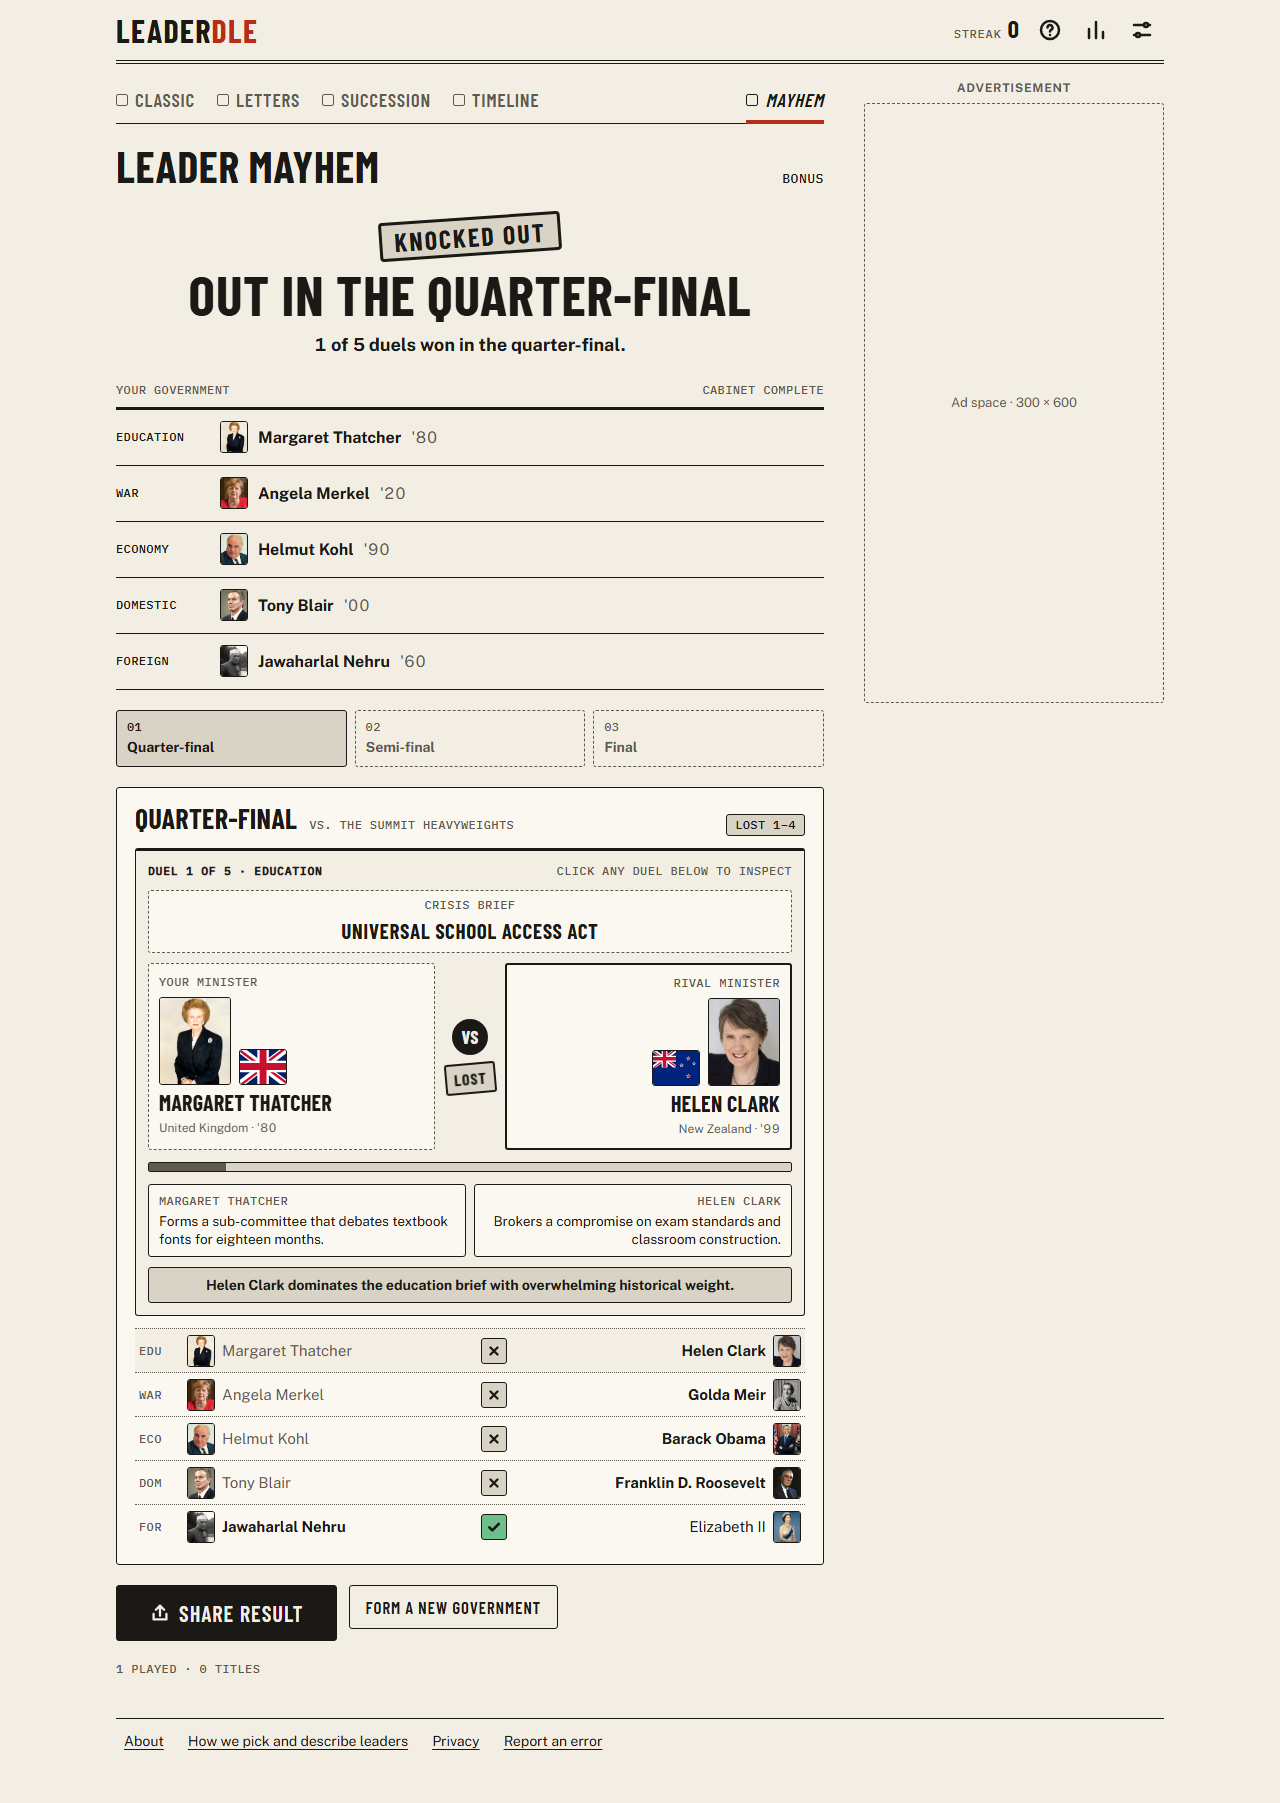 LEADERDLE
STREAK 0
CLASSIC LETTERS SUCCESSION TIMELINE MAYHEM
ADVERTISEMENT
Ad space · 300 × 600
LEADER MAYHEM
BONUS
KNOCKED OUT
OUT IN THE QUARTER-FINAL
1 of 5 duels won in the quarter-final.
YOUR GOVERNMENT CABINET COMPLETE
EDUCATION Margaret Thatcher '80
WAR Angela Merkel '20
ECONOMY Helmut Kohl '90
DOMESTIC Tony Blair '00
FOREIGN Jawaharlal Nehru '60
01
Quarter-final
02
Semi-final
03
Final
QUARTER-FINAL VS. THE SUMMIT HEAVYWEIGHTS LOST 1–4
DUEL 1 OF 5 · EDUCATION CLICK ANY DUEL BELOW TO INSPECT
CRISIS BRIEF
UNIVERSAL SCHOOL ACCESS ACT
YOUR MINISTER
MARGARET THATCHER
United Kingdom · '80
VS
LOST
RIVAL MINISTER
HELEN CLARK
New Zealand · '99
MARGARET THATCHER
Forms a sub-committee that debates textbook
fonts for eighteen months.
HELEN CLARK
Brokers a compromise on exam standards and
classroom construction.
Helen Clark dominates the education brief with overwhelming historical weight.
EDU Margaret Thatcher Helen Clark
WAR Angela Merkel Golda Meir
ECO Helmut Kohl Barack Obama
DOM Tony Blair Franklin D. Roosevelt
FOR Jawaharlal Nehru Elizabeth II
SHARE RESULT FORM A NEW GOVERNMENT
1 PLAYED · 0 TITLES
About How we pick and describe leaders Privacy Report an error